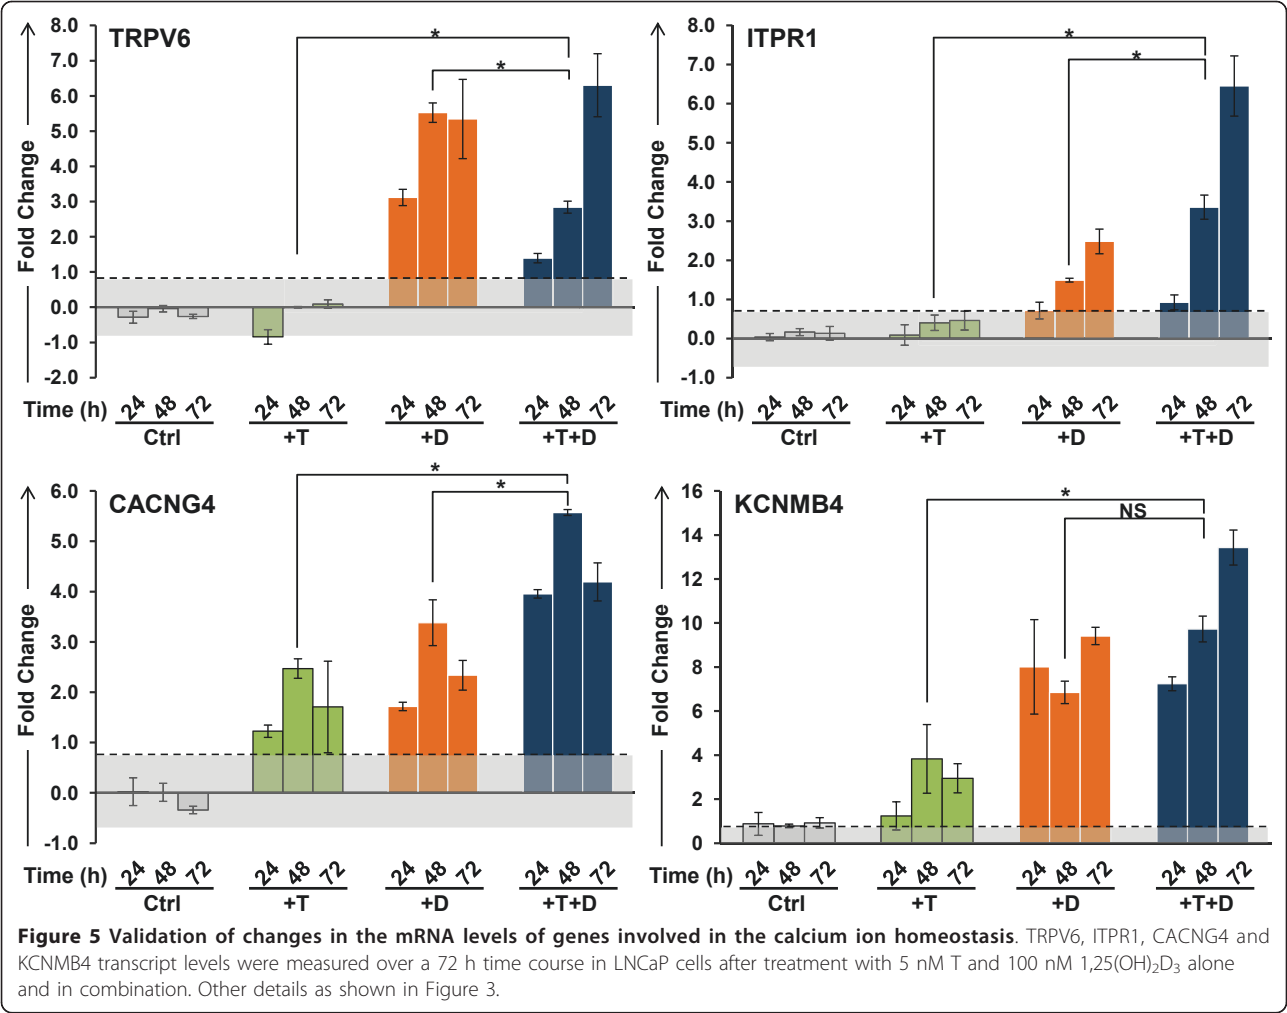 TRPV6
Fold Change
8.0
7.0
6.0
5.0
4.0
3.0
2.0
1.0
0.0
-1.0
-2.0
*
*
Time (h) 24 48 72 24 48 72 24 48 72 24 48 72
Ctrl +T +D +T+D
ITPR1
Fold Change
8.0
7.0
6.0
5.0
4.0
3.0
2.0
1.0
0.0
-1.0
*
*
Time (h) 24 48 72 24 48 72 24 48 72 24 48 72
Ctrl +T +D +T+D
CACNG4
Fold Change
6.0
5.0
4.0
3.0
2.0
1.0
0.0
-1.0
*
*
Time (h) 24 48 72 24 48 72 24 48 72 24 48 72
Ctrl +T +D +T+D
KCNMB4
Fold Change
16
14
12
10
8
6
4
2
0
*
NS
Time (h) 24 48 72 24 48 72 24 48 72 24 48 72
Ctrl +T +D +T+D
Figure 5 Validation of changes in the mRNA levels of genes involved in the calcium ion homeostasis. TRPV6, ITPR1, CACNG4 and
KCNMB4 transcript levels were measured over a 72 h time course in LNCaP cells after treatment with 5 nM T and 100 nM 1,25(OH)₂D₃ alone
and in combination. Other details as shown in Figure 3.